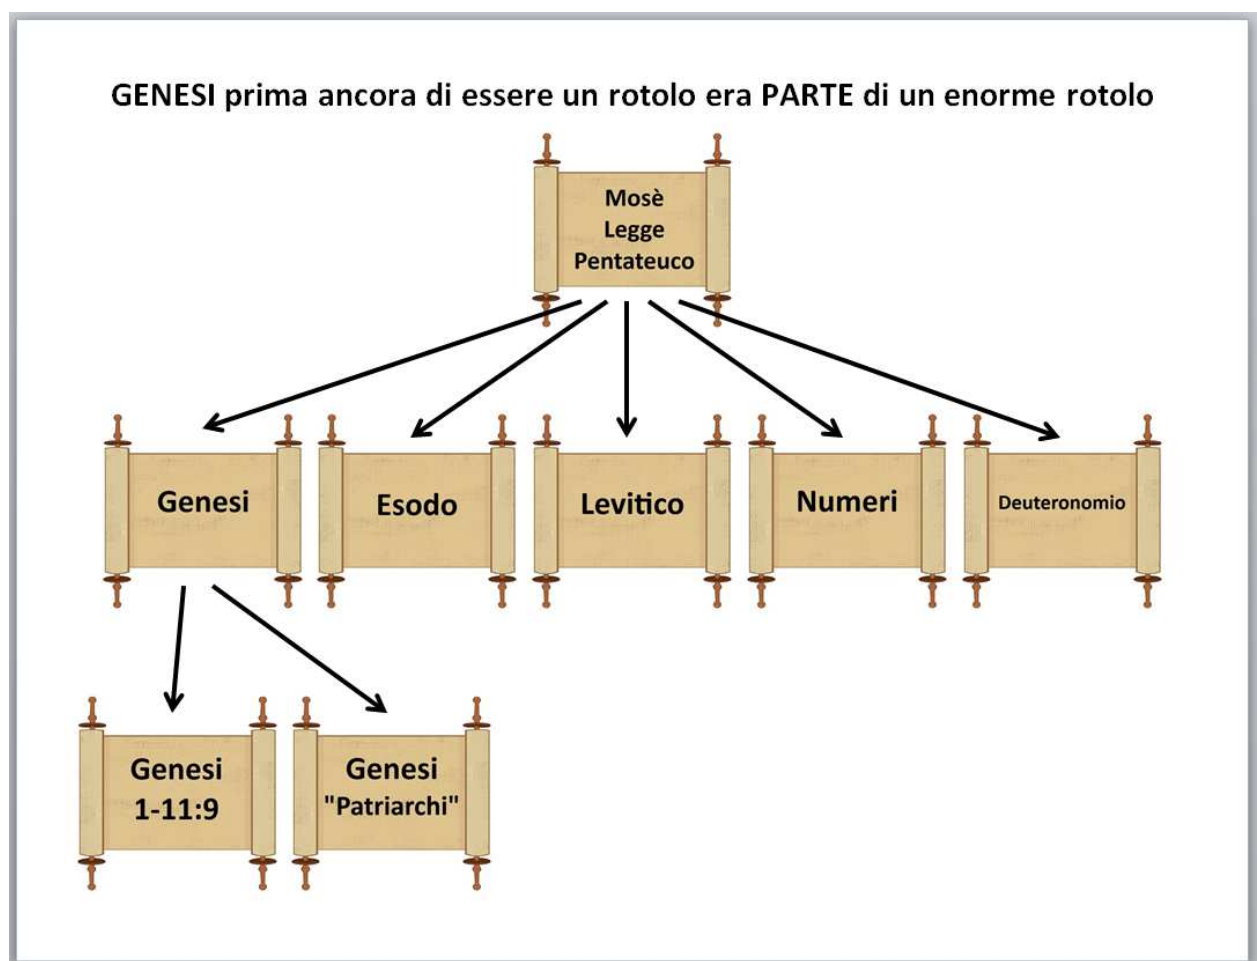 GENESI prima ancora di essere un rotolo era PARTE di un enorme rotolo
Mosè
Legge
Pentateuco
Genesi
Esodo
Levitico
Numeri
Deuteronomio
Genesi
1-11:9
Genesi
"Patriarchi"